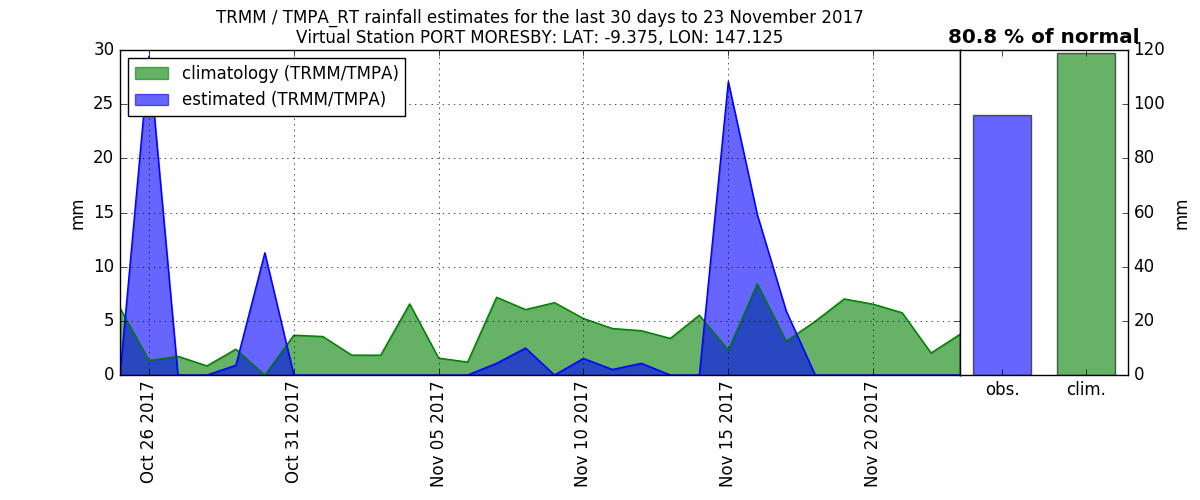 TRMM / TMPA_RT rainfall estimates for the last 30 days to 23 November 2017
Virtual Station PORT MORESBY: LAT: -9.375, LON: 147.125
80.8 % of normal
climatology (TRMM/TMPA)
estimated (TRMM/TMPA)
mm
30
25
20
15
10
5
0
Oct 26 2017
Oct 31 2017
Nov 05 2017
Nov 10 2017
Nov 15 2017
Nov 20 2017
obs.
clim.
120
100
80
60
40
20
0
mm